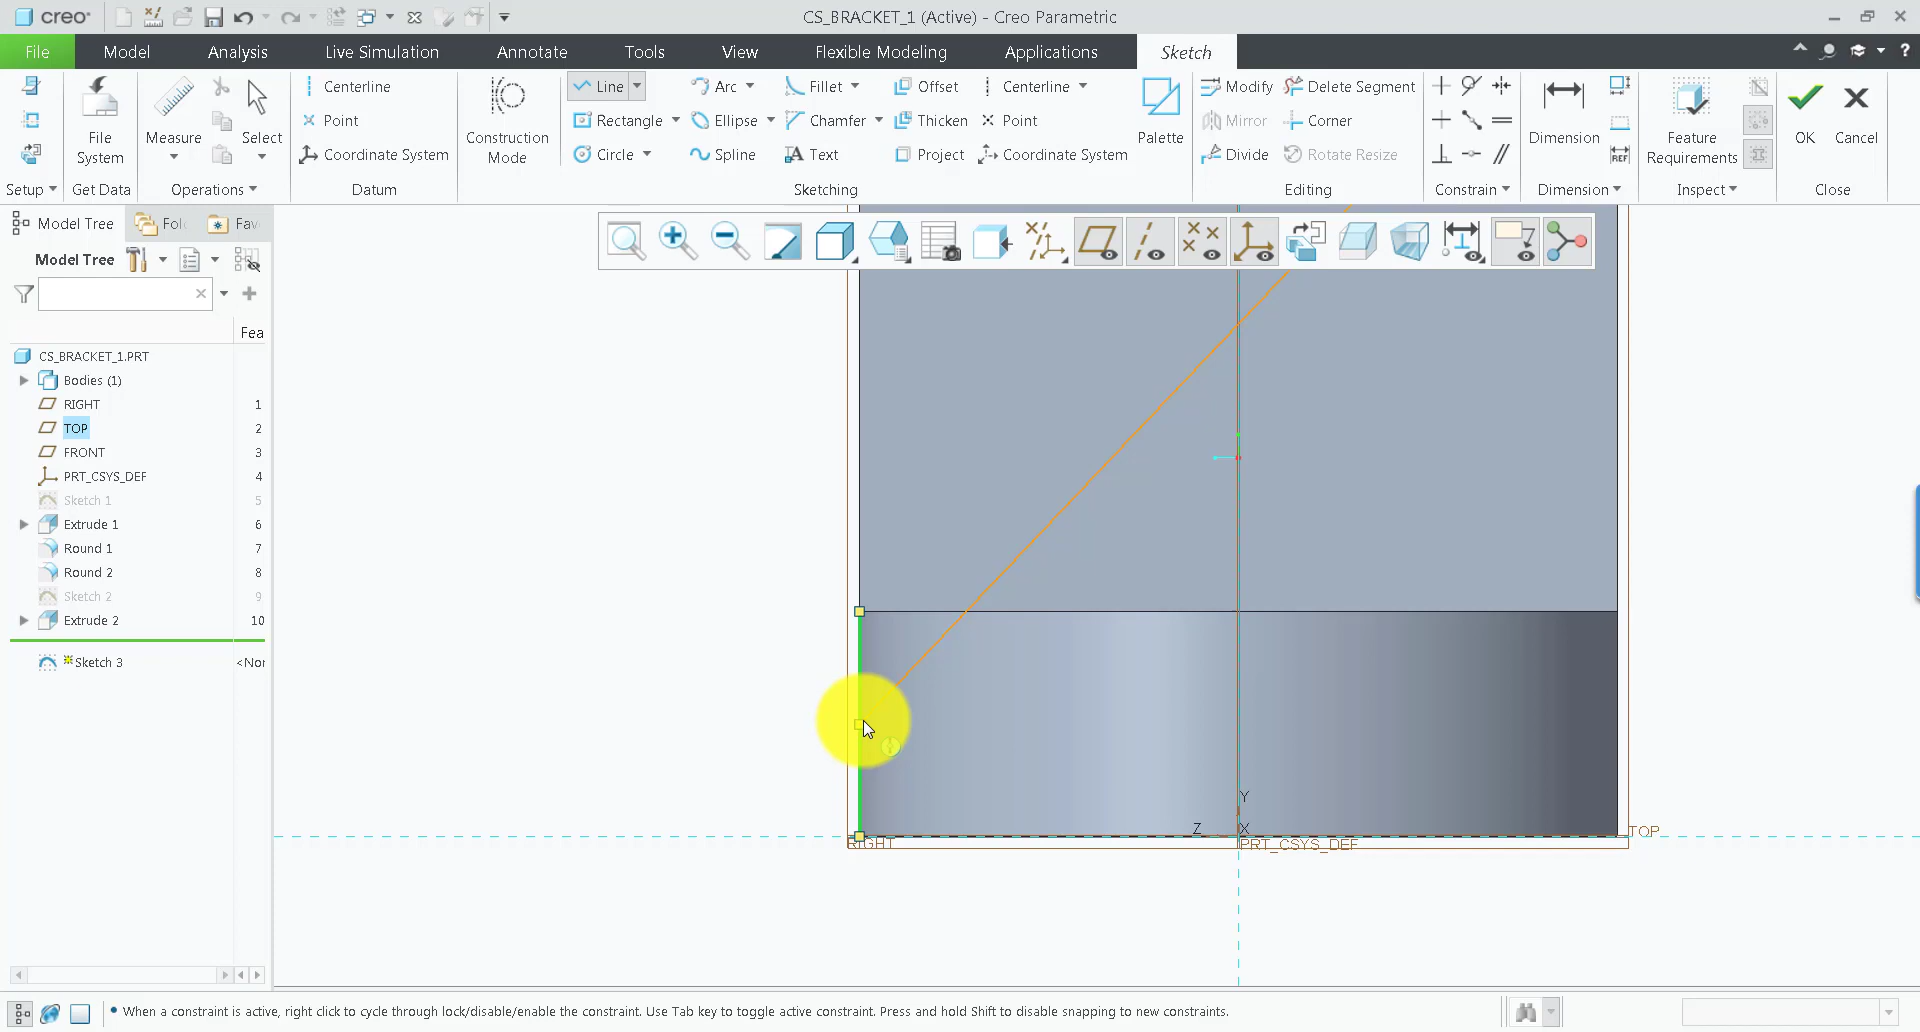 creo
CS_BRACKET_1 (Active) - Creo Parametric
File Model Analysis Live Simulation Annotate Tools View Flexible Modeling Applications Sketch
Centerline Line Arc Fillet Offset Centerline Modify Delete Segment
Point Rectangle Ellipse Chamfer Thicken Point Mirror Corner
File System Measure Select Coordinate System Construction Mode Circle Spline Text Project Coordinate System Palette Divide Rotate Resize Dimension Feature Requirements OK Cancel
REF
Setup Get Data Operations Datum Sketching Editing Constrain Dimension Inspect Close
Model Tree Fol Fav
Model Tree
Fea
CS_BRACKET_1.PRT
Bodies (1)
RIGHT 1
TOP 2
FRONT 3
PRT_CSYS_DEF 4
Sketch 1 5
Extrude 1 6
Round 1 7
Round 2 8
Sketch 2 9
Extrude 2 10
Sketch 3 <Nor
Y
Z X TOP
RIGHT PRT_CSYS_DEF
When a constraint is active, right click to cycle through lock/disable/enable the constraint. Use Tab key to toggle active constraint. Press and hold Shift to disable snapping to new constraints.